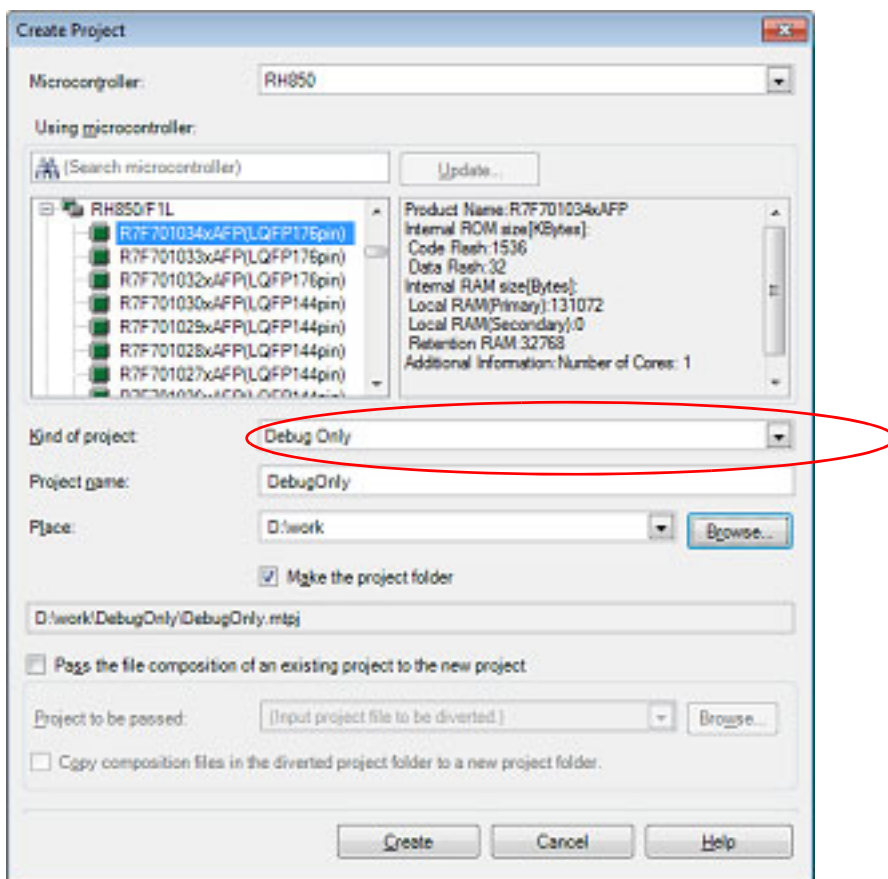 Create Project
Microcontroller:
RH850
Using microcontroller:
(Search microcontroller)
Update...
RH850/F1L
R7F701034xAFP(LQFP176pin)
R7F701033xAFP(LQFP176pin)
R7F701032xAFP(LQFP176pin)
R7F701030xAFP(LQFP144pin)
R7F701029xAFP(LQFP144pin)
R7F701028xAFP(LQFP144pin)
R7F701027xAFP(LQFP144pin)
Product Name:R7F701034xAFP
Internal ROM size[KBytes]:
Code Flash:1536
Data Flash:32
Internal RAM size[Bytes]:
Local RAM(Primary):131072
Local RAM(Secondary):0
Retention RAM:32768
Additional Information:Number of Cores: 1
Kind of project:
Debug Only
Project name:
DebugOnly
Place:
D:\work
Browse...
Make the project folder
D:\work\DebugOnly\DebugOnly.mtpj
Pass the file composition of an existing project to the new project
Project to be passed:
(Input project file to be diverted.)
Browse...
Copy composition files in the diverted project folder to a new project folder.
Create
Cancel
Help